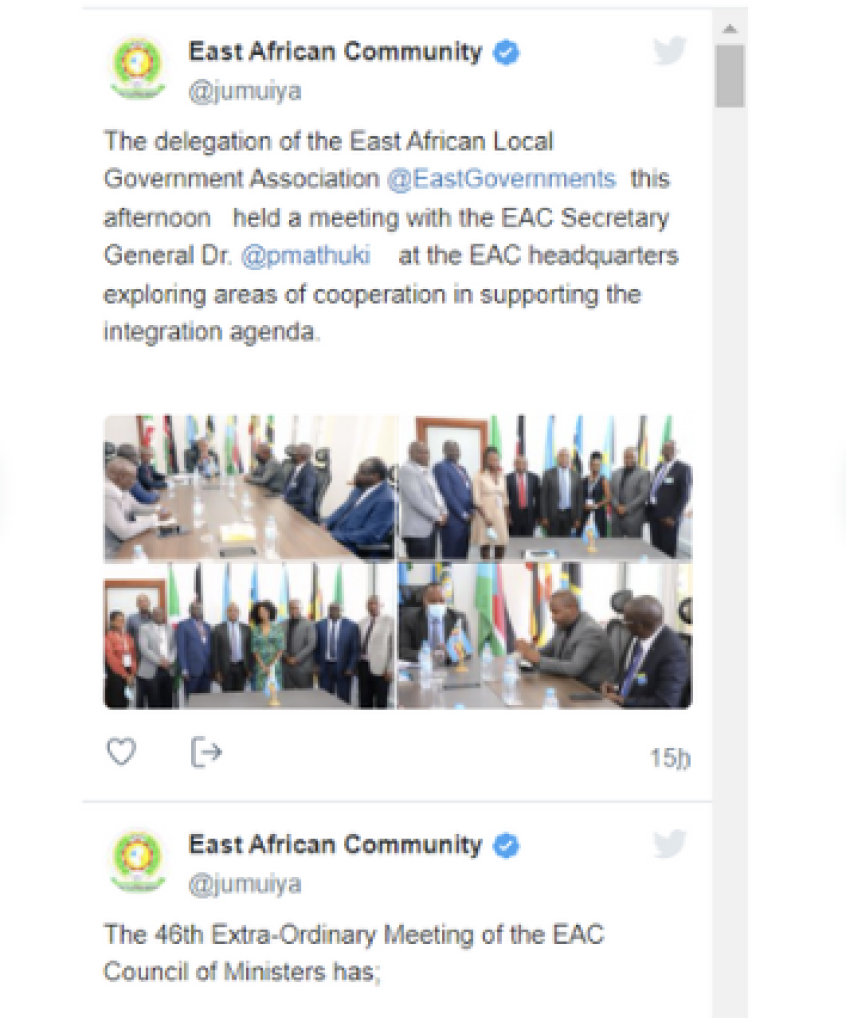 East African Community
@jumuiya
The delegation of the East African Local
Government Association @EastGovernments this
afternoon held a meeting with the EAC Secretary
General Dr. @pmathuki at the EAC headquarters
exploring areas of cooperation in supporting the
integration agenda.
15h
East African Community
@jumuiya
The 46th Extra-Ordinary Meeting of the EAC
Council of Ministers has;